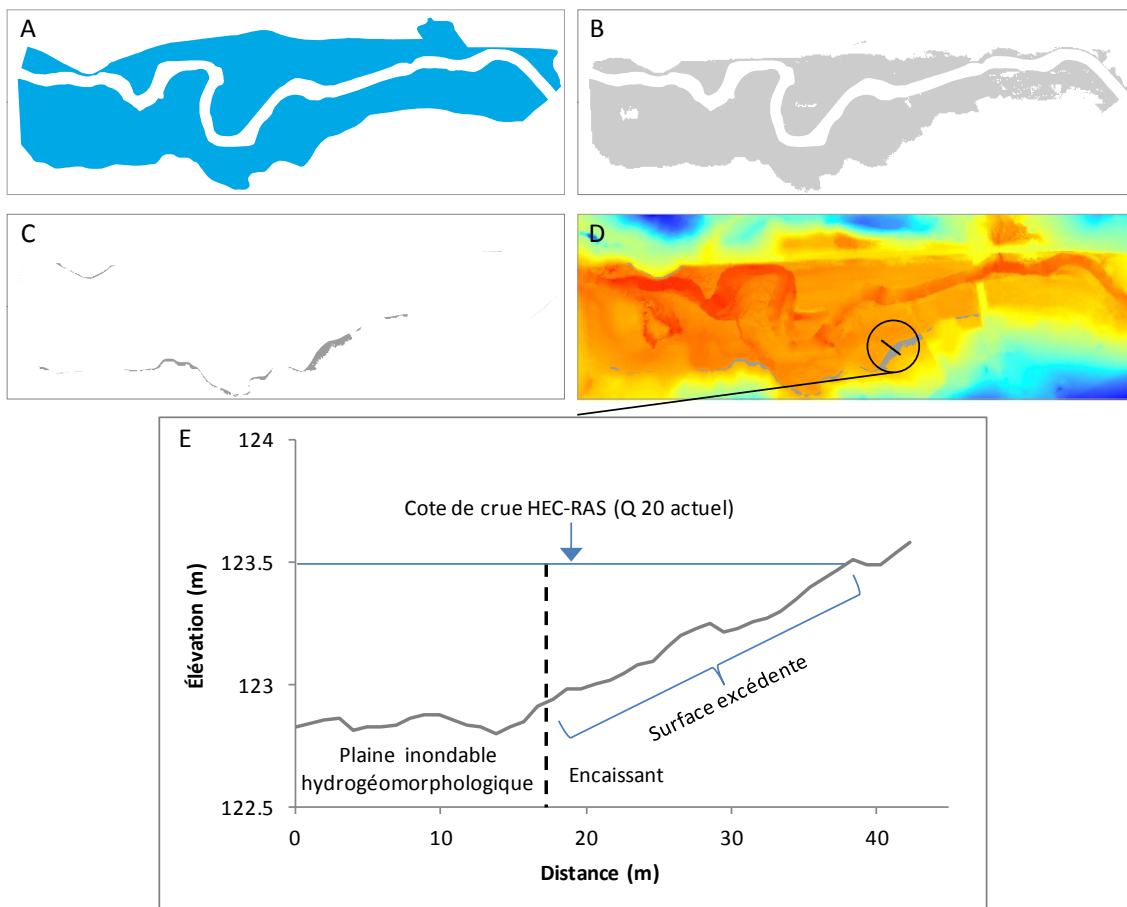 A
B
C
D
E
124
123.5
123
122.5
Élévation (m)
Cote de crue HEC-RAS (Q 20 actuel)
Surface excédente
Plaine inondable
hydrogéomorphologique
Encaissant
0
10
20
30
40
Distance (m)